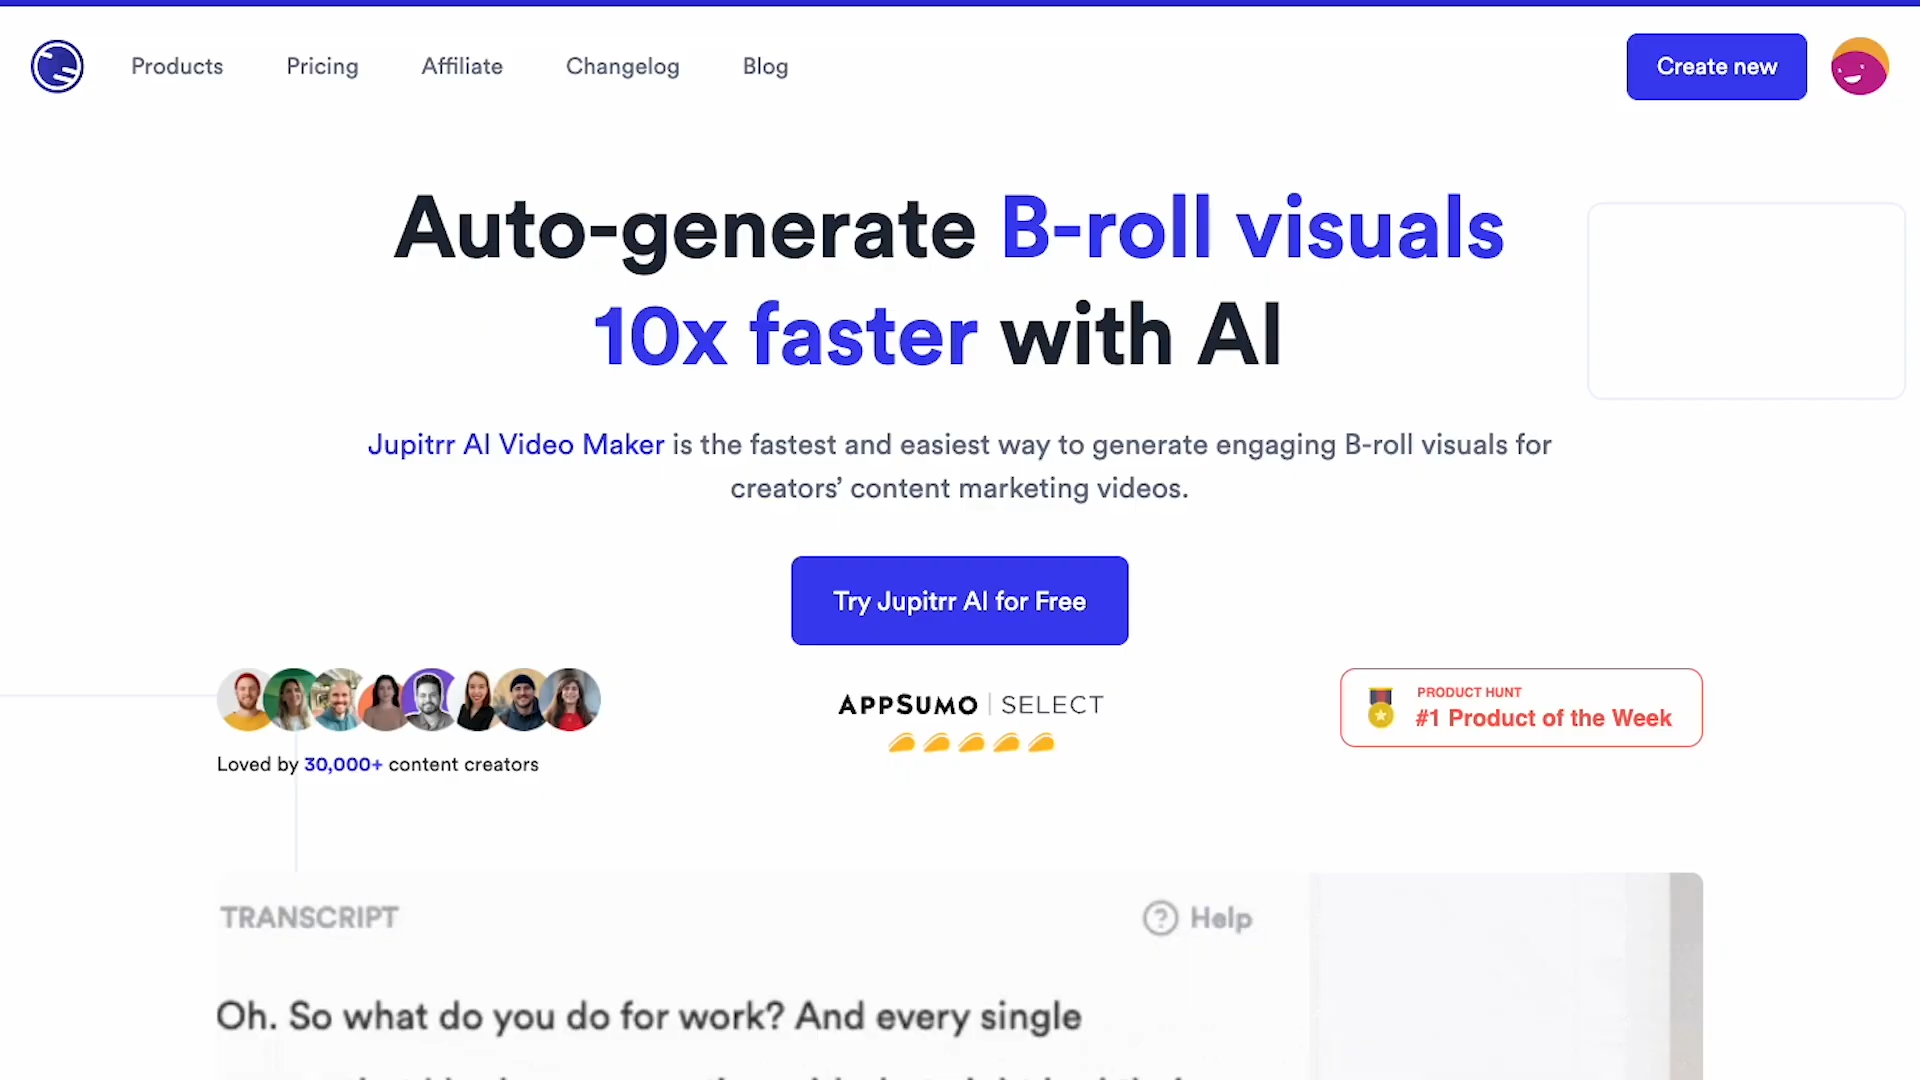 Products
Pricing
Affiliate
Changelog
Blog
Create new
Auto-generate B-roll visuals
10x faster with AI
Jupitrr AI Video Maker is the fastest and easiest way to generate engaging B-roll visuals for
creators’ content marketing videos.
Try Jupitrr AI for Free
Loved by 30,000+ content creators
APPSUMO | SELECT
PRODUCT HUNT
#1 Product of the Week
TRANSCRIPT
Help
Oh. So what do you do for work? And every single